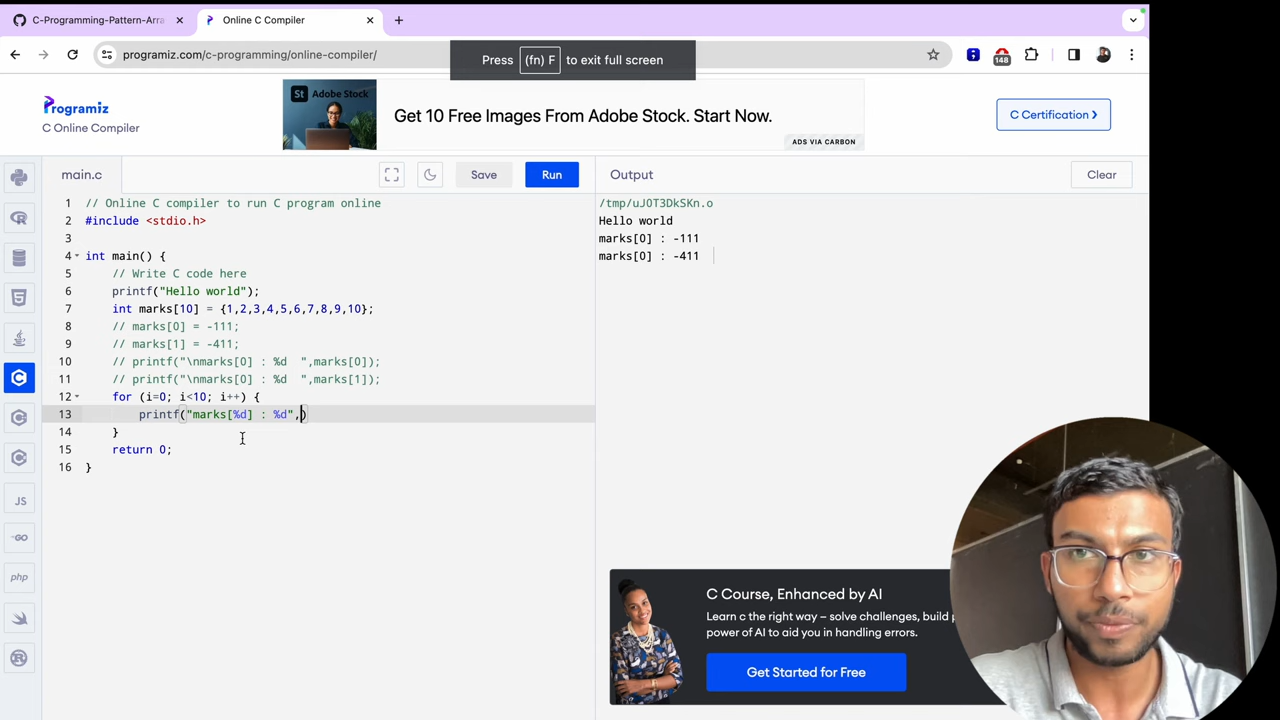 C-Programming-Pattern-Arra
Online C Compiler
programiz.com/c-programming/online-compiler/
148
Press (fn) F to exit full screen
Programiz
C Online Compiler
St Adobe Stock
Get 10 Free Images From Adobe Stock. Start Now.
ADS VIA CARBON
C Certification >
main.c
Save
Run
Output
Clear
1 // Online C compiler to run C program online
2 #include <stdio.h>
3
4 int main() {
5 // Write C code here
6 printf("Hello world");
7 int marks[10] = {1,2,3,4,5,6,7,8,9,10};
8 // marks[0] = -111;
9 // marks[1] = -411;
10 // printf("\nmarks[0] : %d  ",marks[0]);
11 // printf("\nmarks[0] : %d  ",marks[1]);
12 for (i=0; i<10; i++) {
13 printf("marks[%d] : %d",)
14 }
15 return 0;
16 }
/tmp/uJ0T3DkSKn.o
Hello world
marks[0] : -111
marks[0] : -411
JS
GO
php
C Course, Enhanced by AI
Learn c the right way – solve challenges, build
power of AI to aid you in handling errors.
Get Started for Free